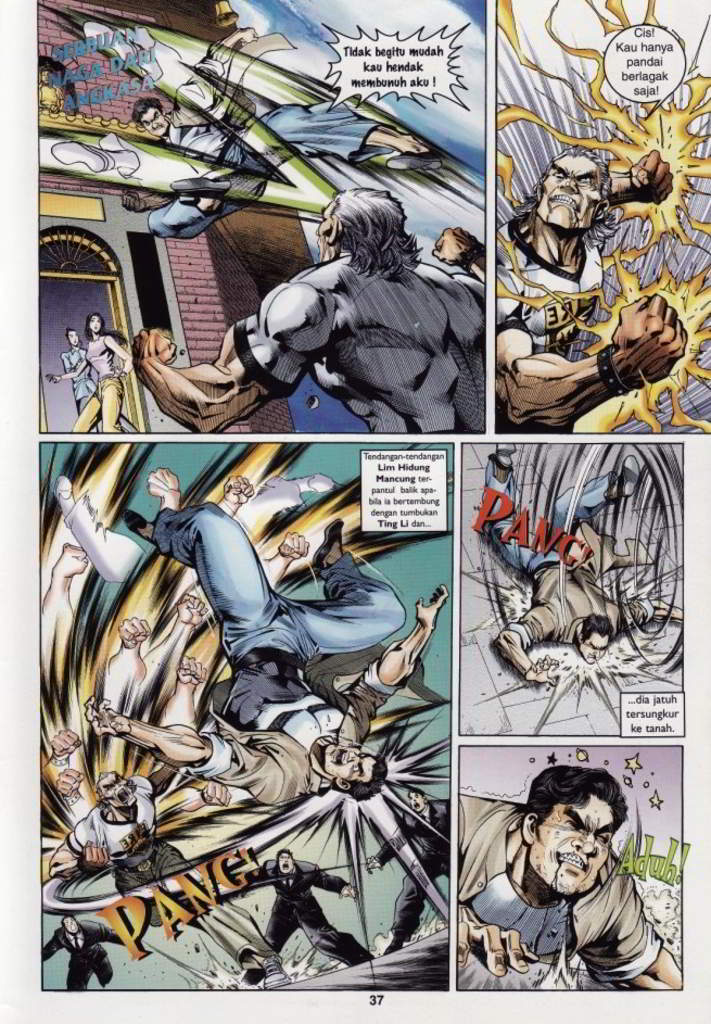 SERBUAN
NAGA DARI
ANGKASA
Tidak begitu mudah
kau hendak
membunuh aku!
Cis!
Kau hanya
pandai
berlagak
saja!
Tendangan-tendangan
Lim Hidung
Mancung ter-
pantul balik apa-
bila ia bertembung
dengan tumbukan
Ting Li dan...
PANG!
PANG!
...dia jatuh
tersungkur
ke tanah.
Aduh!
37